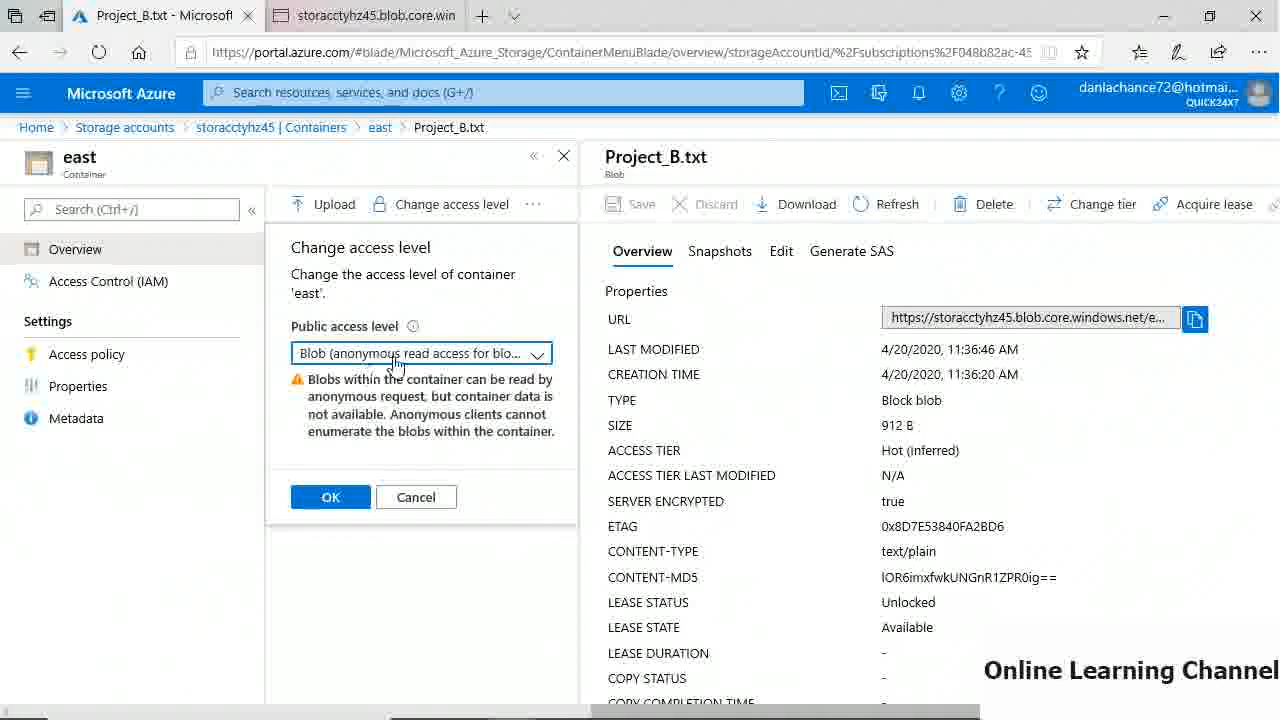 Project_B.txt - Microsoft
storacctyhz45.blob.core.win
https://portal.azure.com/#blade/Microsoft_Azure_Storage/ContainerMenuBlade/overview/storageAccountId/%2Fsubscriptions%2F048b82ac-45
Microsoft Azure
Search resources, services, and docs (G+/)
danlachance72@hotmai...
QUICK24X7
Home > Storage accounts > storacctyhz45 | Containers > east > Project_B.txt
east
Container
«
Search (Ctrl+/)
«
Overview
Access Control (IAM)
Settings
Access policy
Properties
Metadata
Upload
Change access level
...
Change access level
Change the access level of container
'east'.
Public access level
Blob (anonymous read access for blo...
Blobs within the container can be read by
anonymous request, but container data is
not available. Anonymous clients cannot
enumerate the blobs within the container.
OK
Cancel
Project_B.txt
Blob
Save
Discard
Download
Refresh
Delete
Change tier
Acquire lease
Overview
Snapshots
Edit
Generate SAS
Properties
URL https://storacctyhz45.blob.core.windows.net/e...
LAST MODIFIED 4/20/2020, 11:36:46 AM
CREATION TIME 4/20/2020, 11:36:20 AM
TYPE Block blob
SIZE 912 B
ACCESS TIER Hot (Inferred)
ACCESS TIER LAST MODIFIED N/A
SERVER ENCRYPTED true
ETAG 0x8D7E53840FA2BD6
CONTENT-TYPE text/plain
CONTENT-MD5 lOR6imxfwkUNGnR1ZPR0ig==
LEASE STATUS Unlocked
LEASE STATE Available
LEASE DURATION -
COPY STATUS -
COPY COMPLETION TIME
Online Learning Channel